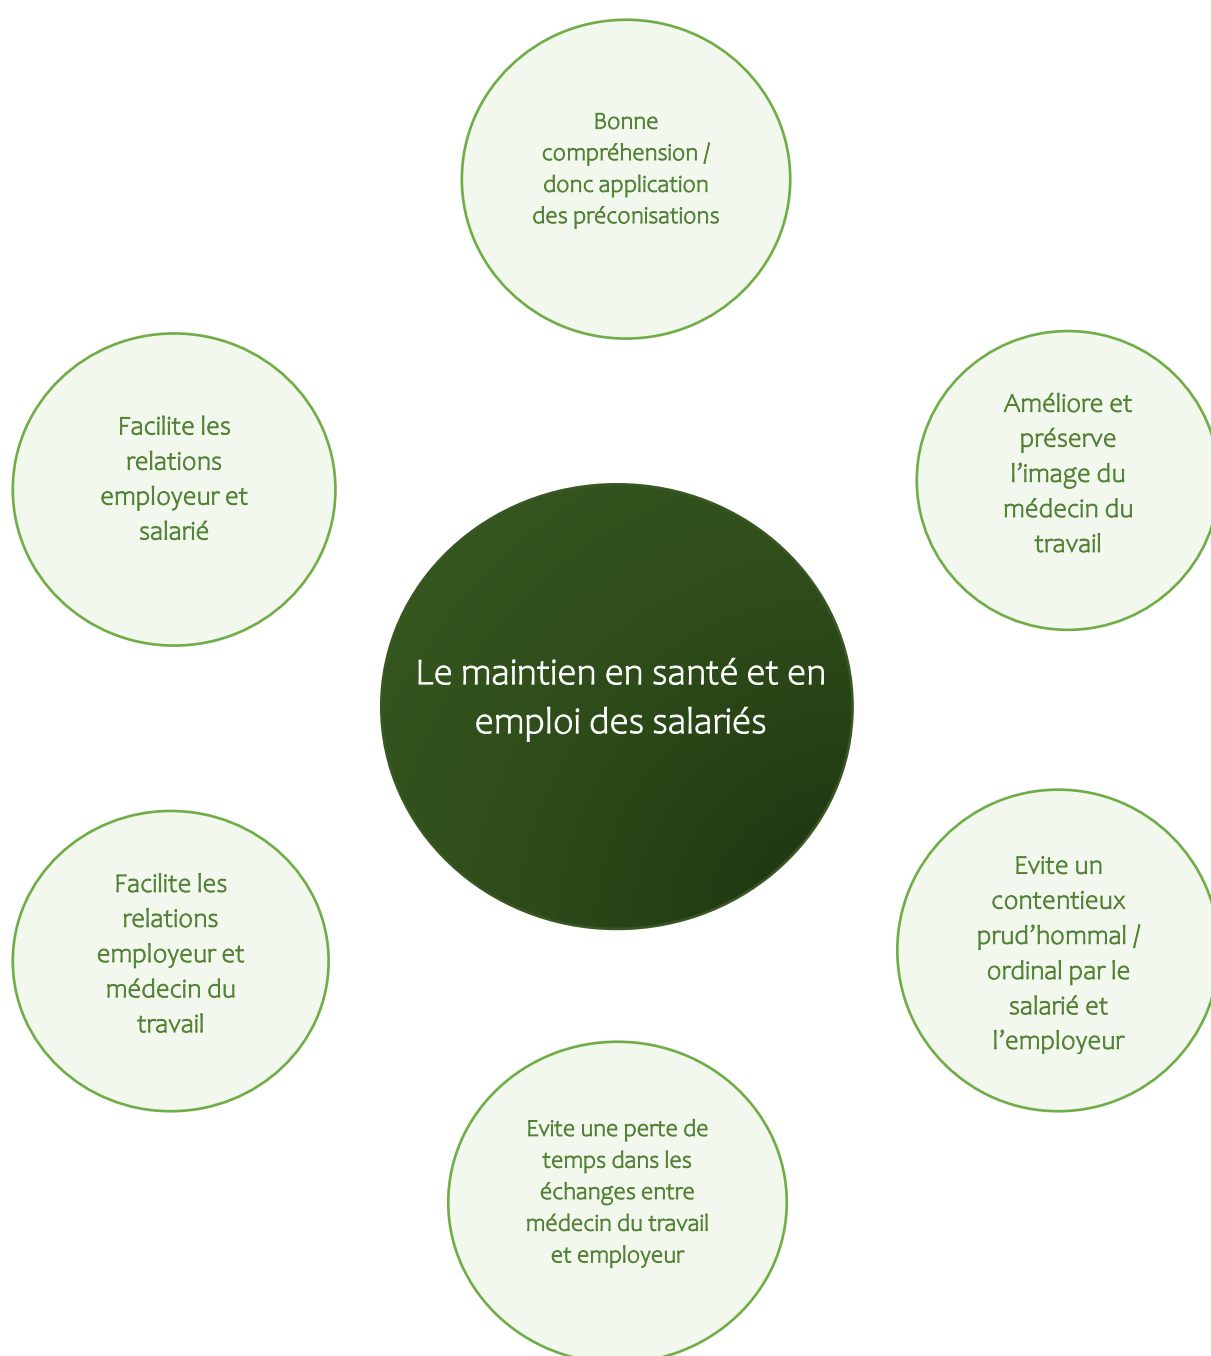 Bonne
compréhension /
donc application
des préconisations
Améliore et
préserve
l’image du
médecin du
travail
Facilite les
relations
employeur et
salarié
Le maintien en santé et en
emploi des salariés
Evite un
contentieux
prud’hommal /
ordinal par le
salarié et
l’employeur
Facilite les
relations
employeur et
médecin du
travail
Evite une perte de
temps dans les
échanges entre
médecin du travail
et employeur